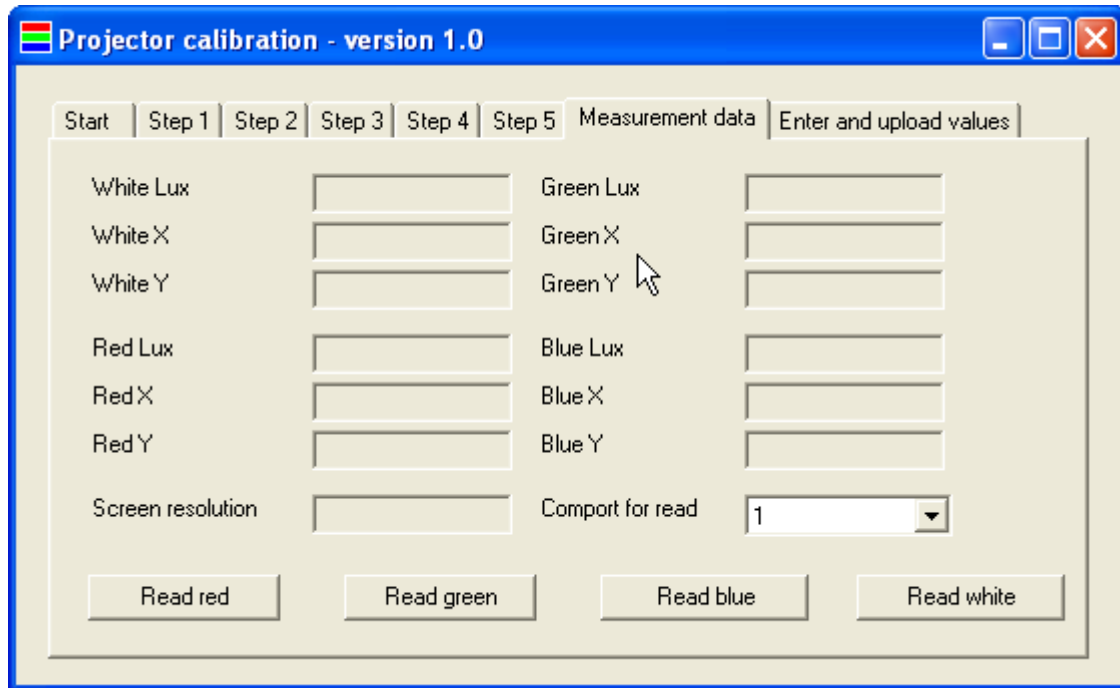 Projector calibration - version 1.0
Start Step 1 Step 2 Step 3 Step 4 Step 5 Measurement data Enter and upload values
White Lux Green Lux
White X Green X
White Y Green Y
Red Lux Blue Lux
Red X Blue X
Red Y Blue Y
Screen resolution Comport for read 1
Read red Read green Read blue Read white